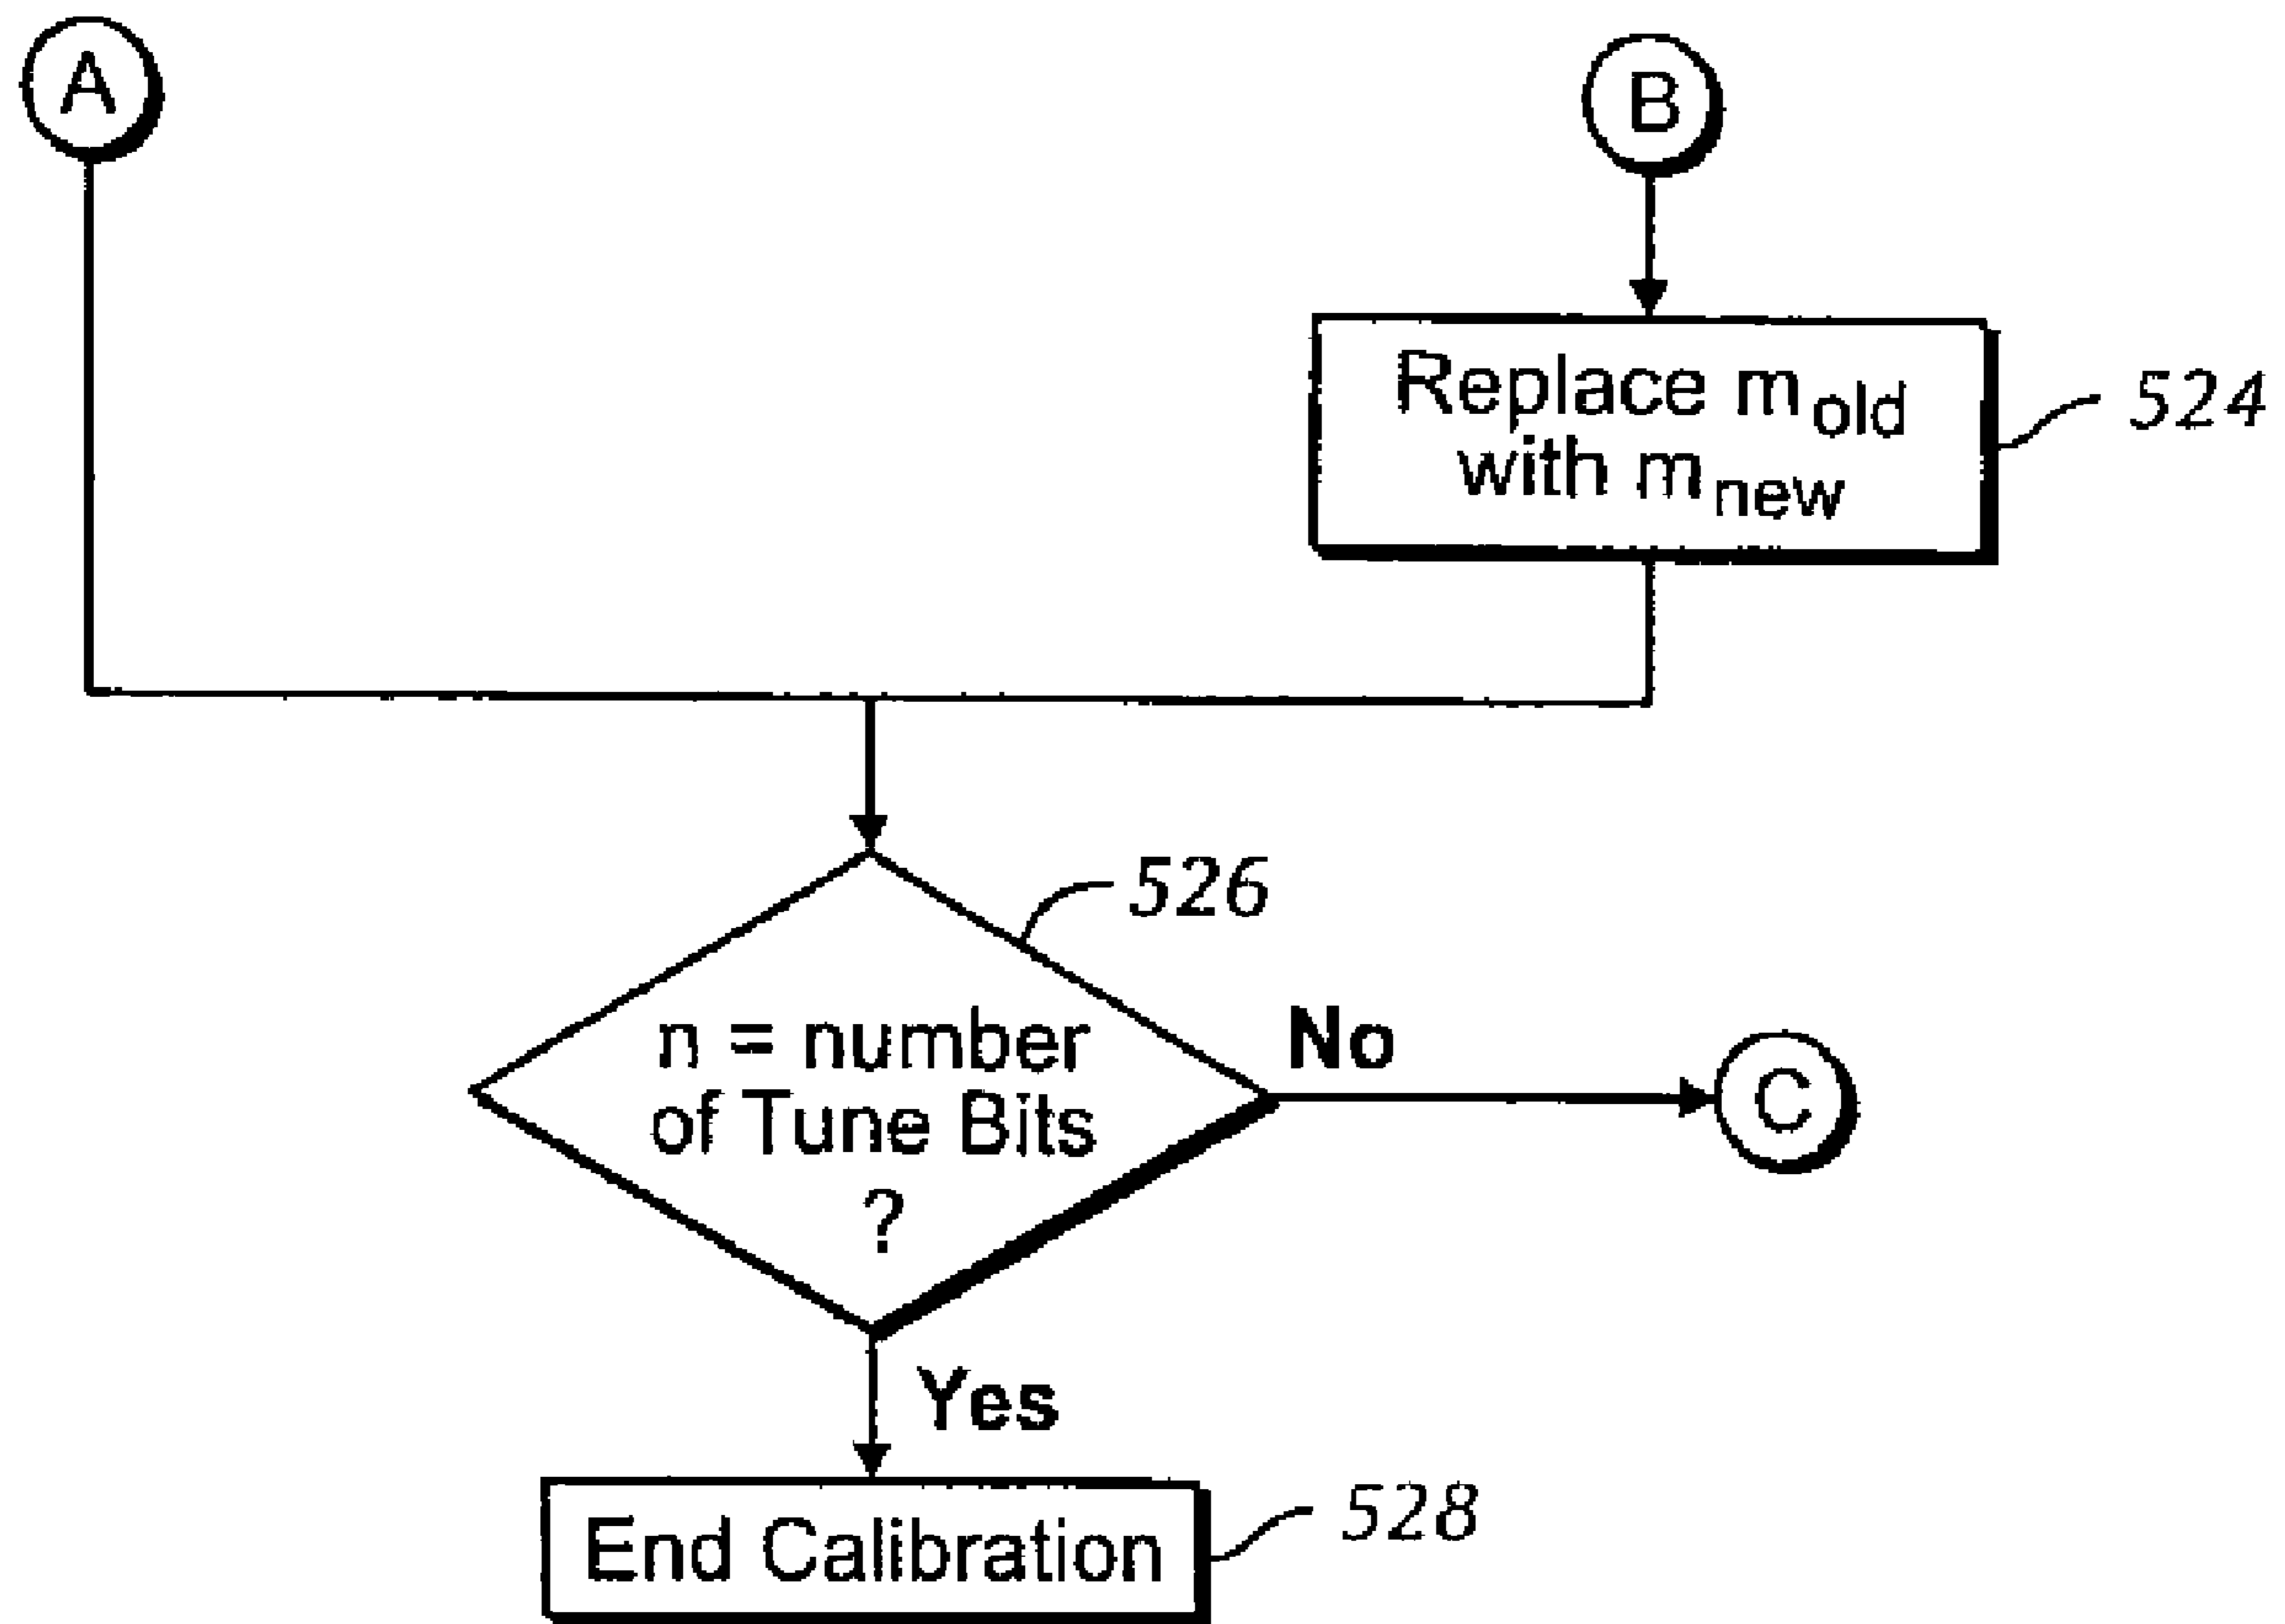 A
B
Replace m old
with m new
524
526
n = number
of Tune Bits
?
No
C
Yes
End Calibration
528